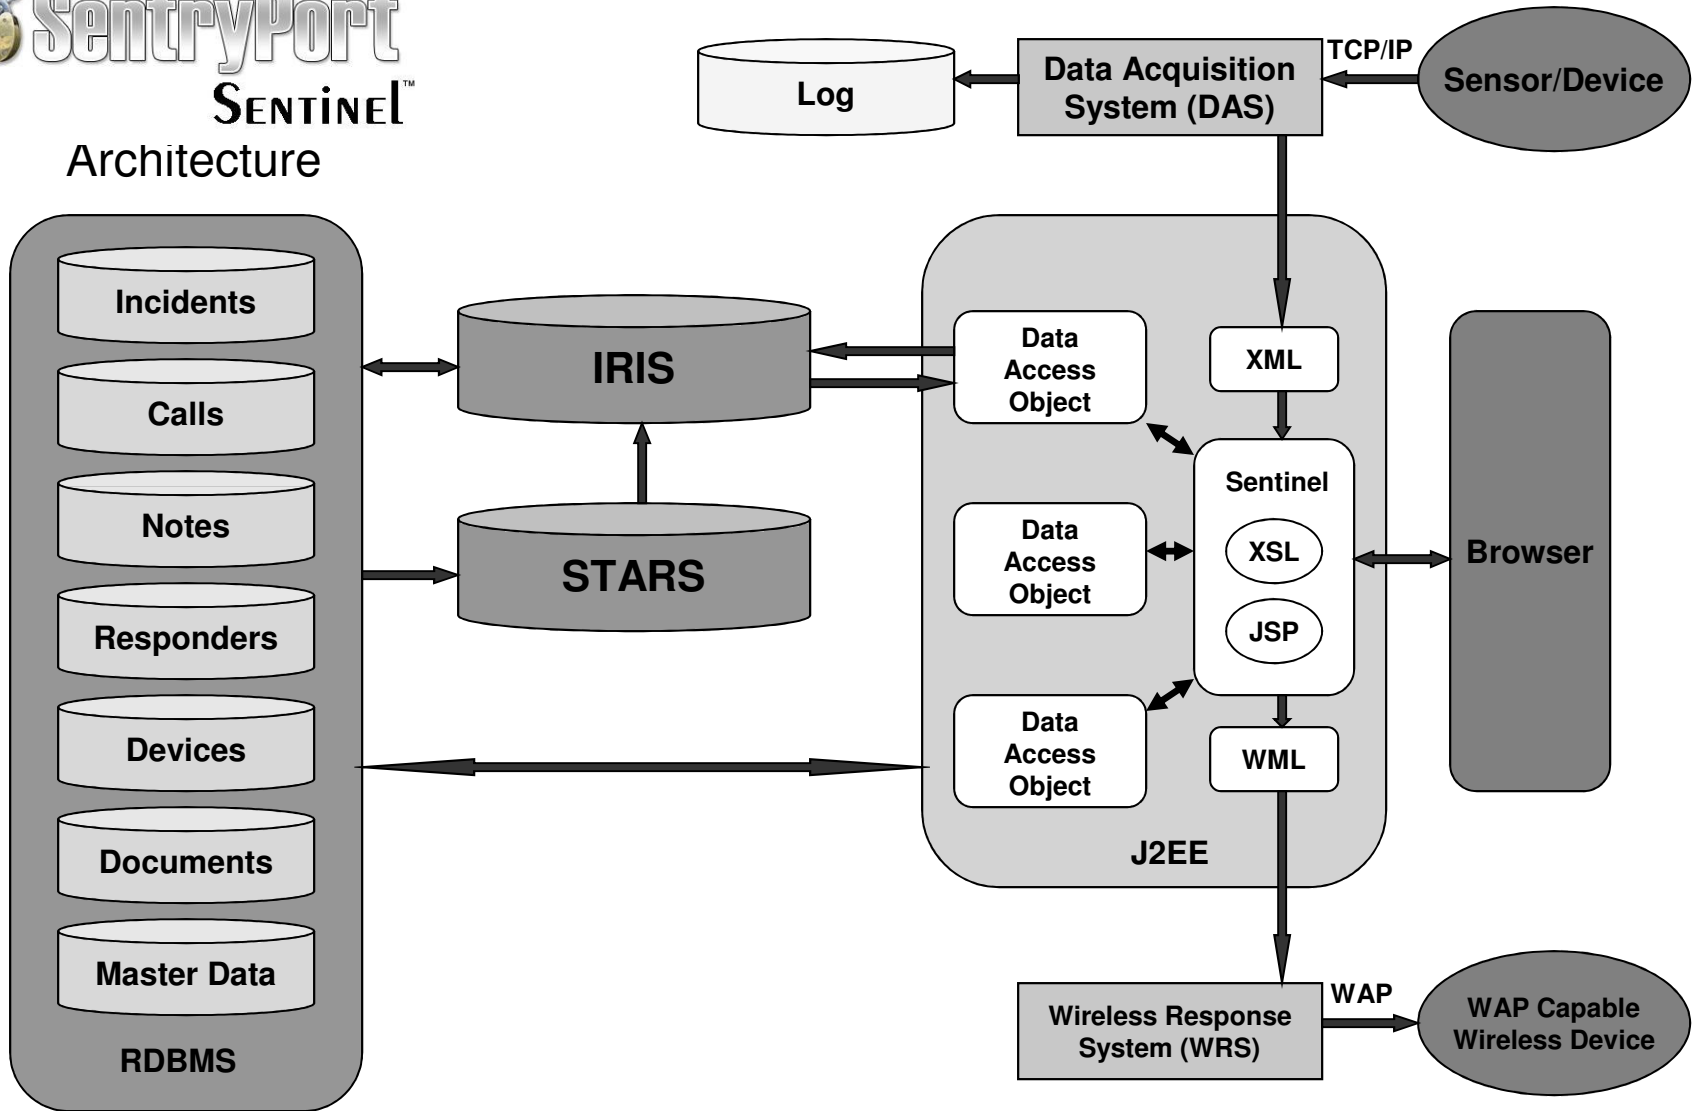 SentryPort
SENTINEL™
Architecture
Log
Data Acquisition
System (DAS)
TCP/IP
Sensor/Device
Incidents
Calls
Notes
Responders
Devices
Documents
Master Data
RDBMS
IRIS
STARS
Data
Access
Object
Data
Access
Object
Data
Access
Object
XML
Sentinel
XSL
JSP
WML
J2EE
Browser
Wireless Response
System (WRS)
WAP
WAP Capable
Wireless Device